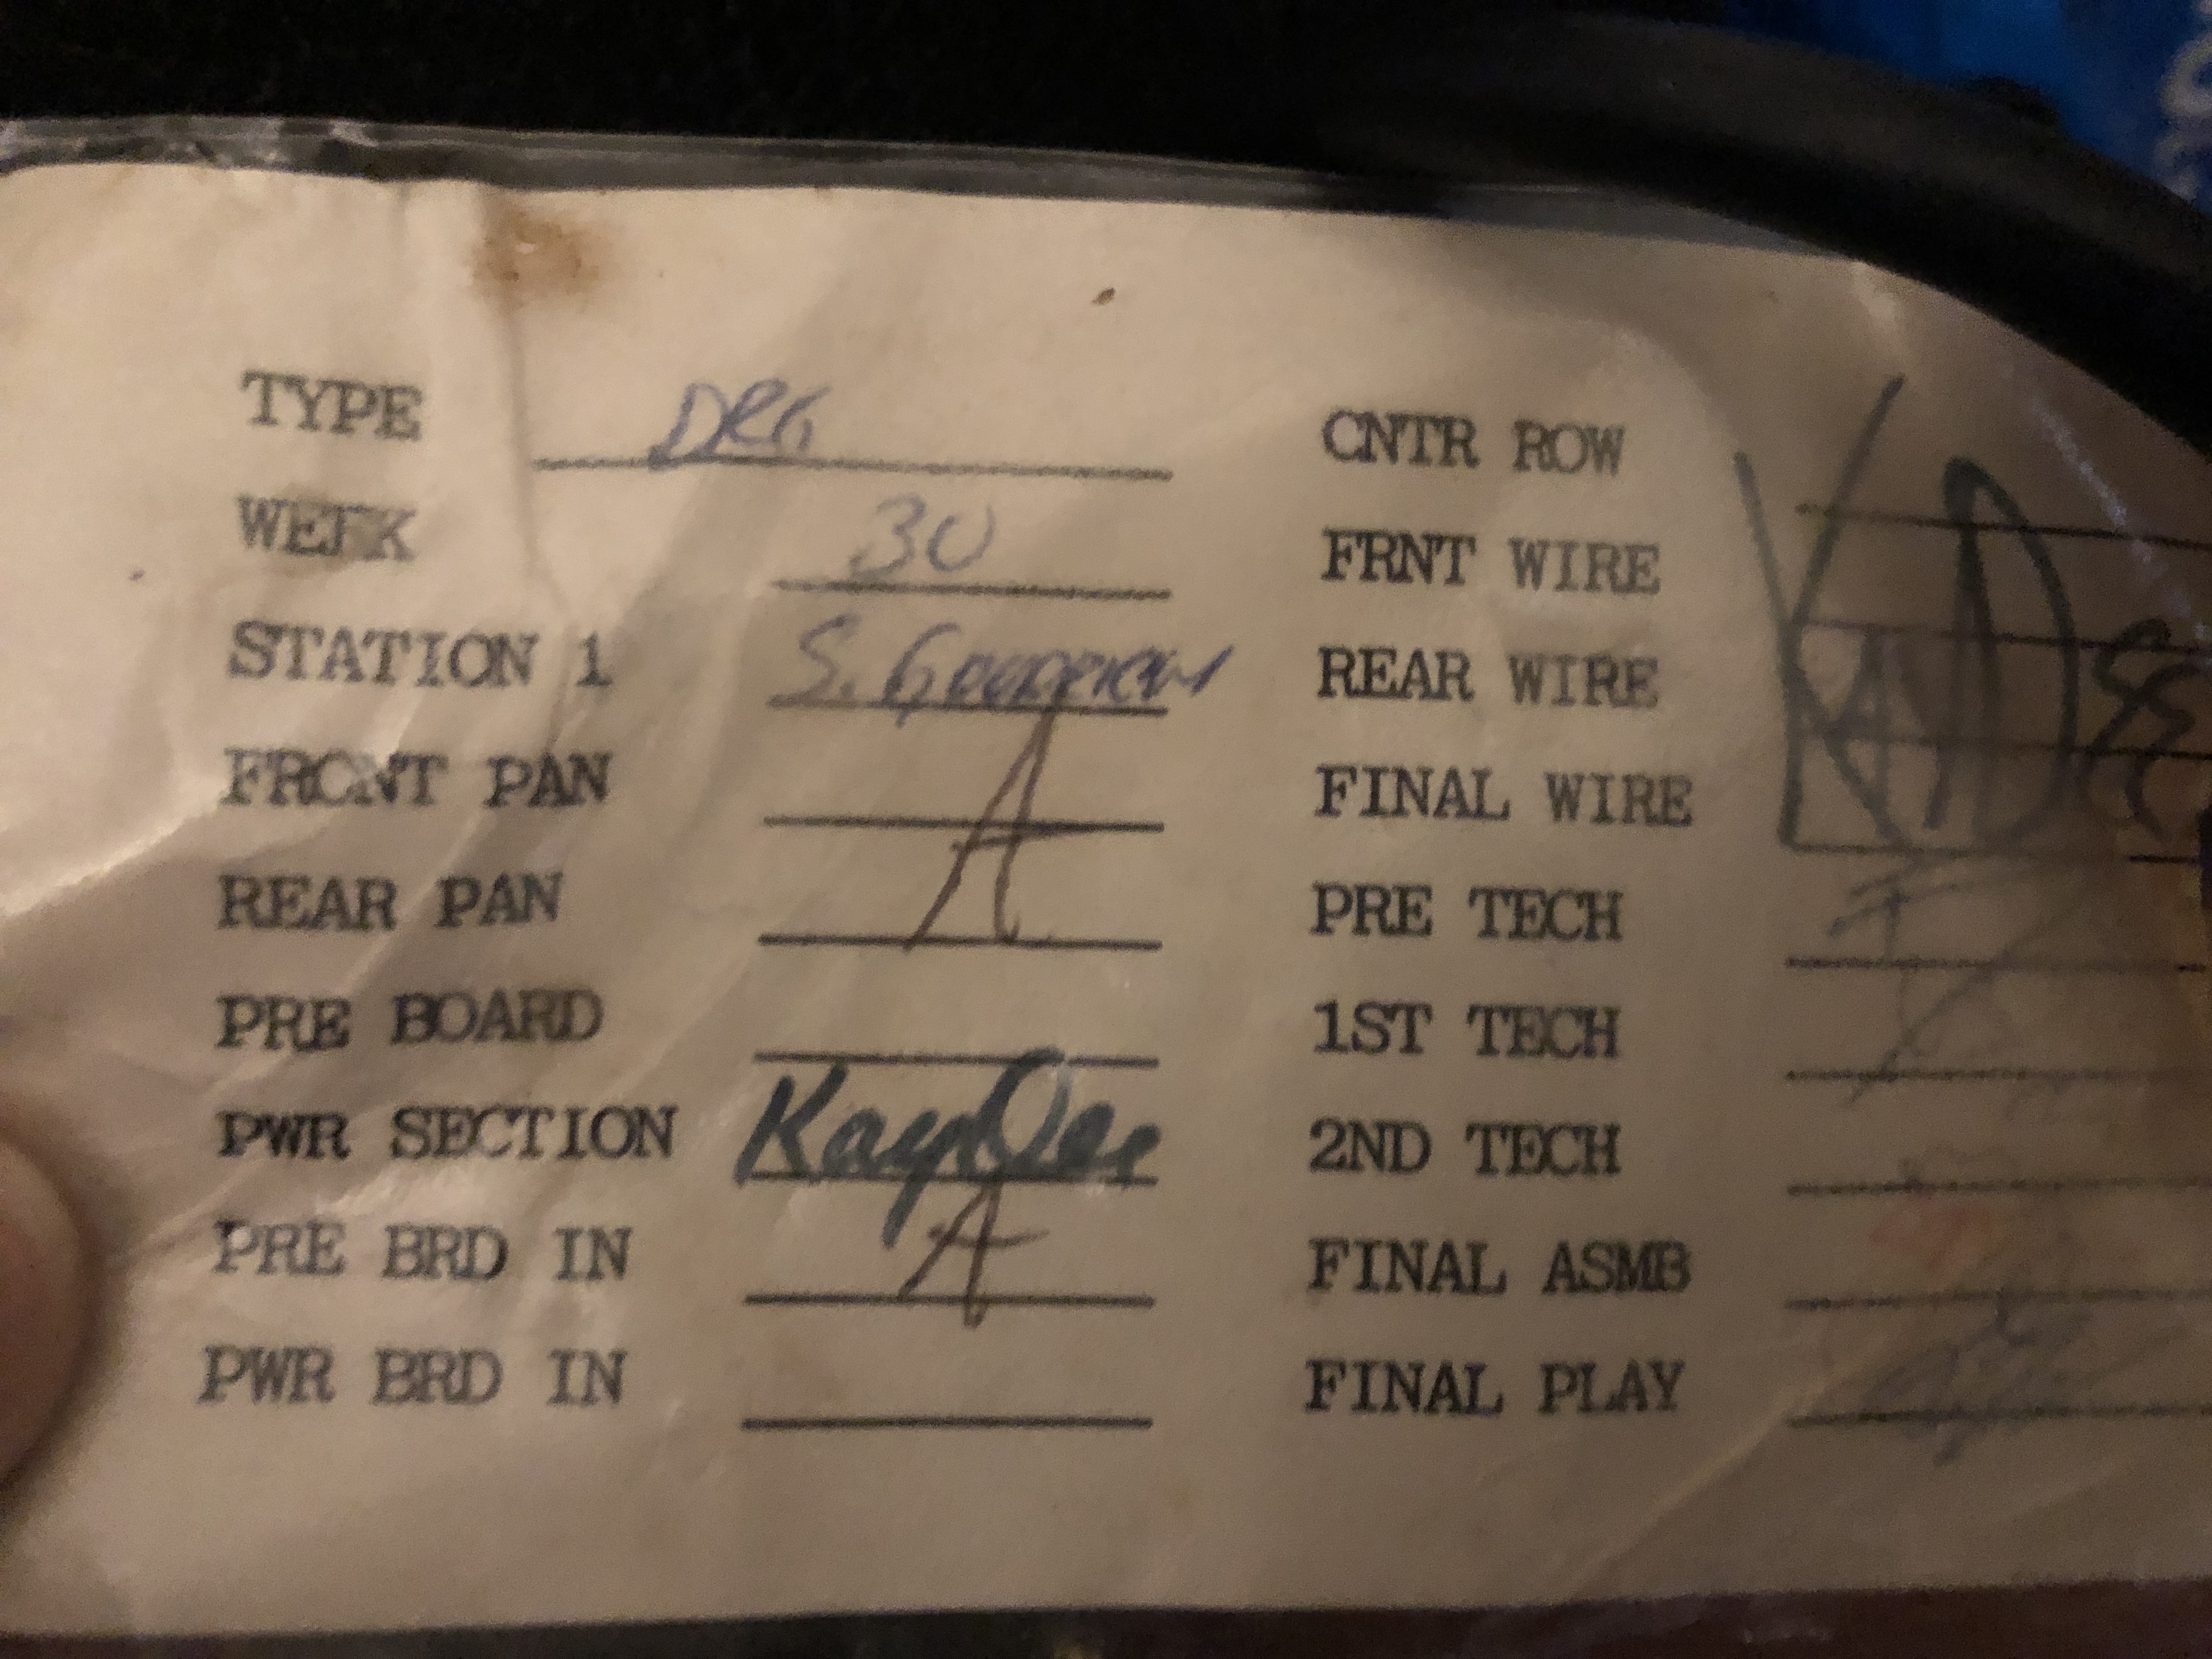 TYPE DRG
WEEK 30
STATION 1 S.
FRONT PAN A
REAR PAN
PRE BOARD
PWR SECTION KayDee
PRE BRD IN A
PWR BRD IN
CNTR ROW
FRNT WIRE
REAR WIRE KDee
FINAL WIRE
PRE TECH
1ST TECH
2ND TECH
FINAL ASMB
FINAL PLAY